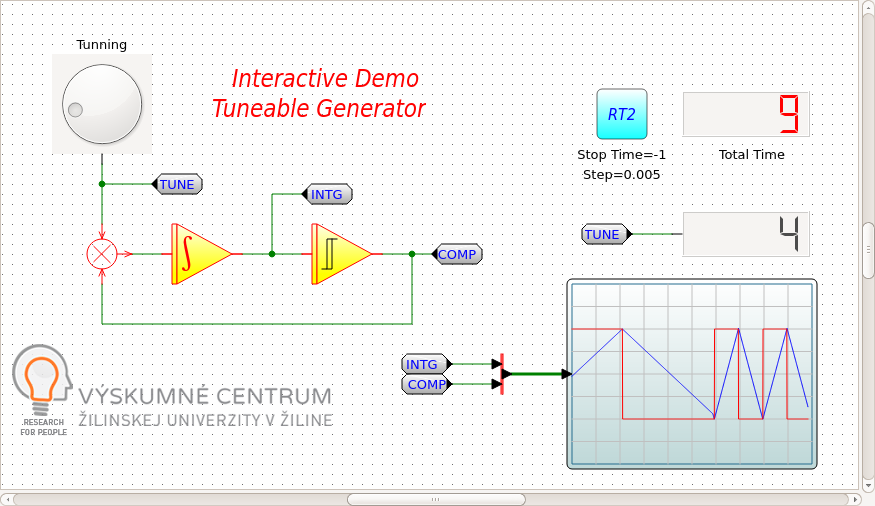 Tunning
Interactive Demo
Tuneable Generator
RT2
9
Stop Time=-1
Total Time
Step=0.005
TUNE
INTG
TUNE
4
COMP
INTG
COMP
VÝSKUMNÉ CENTRUM
ŽILINSKEJ UNIVERZITY V ŽILINE
RESEARCH
FOR PEOPLE